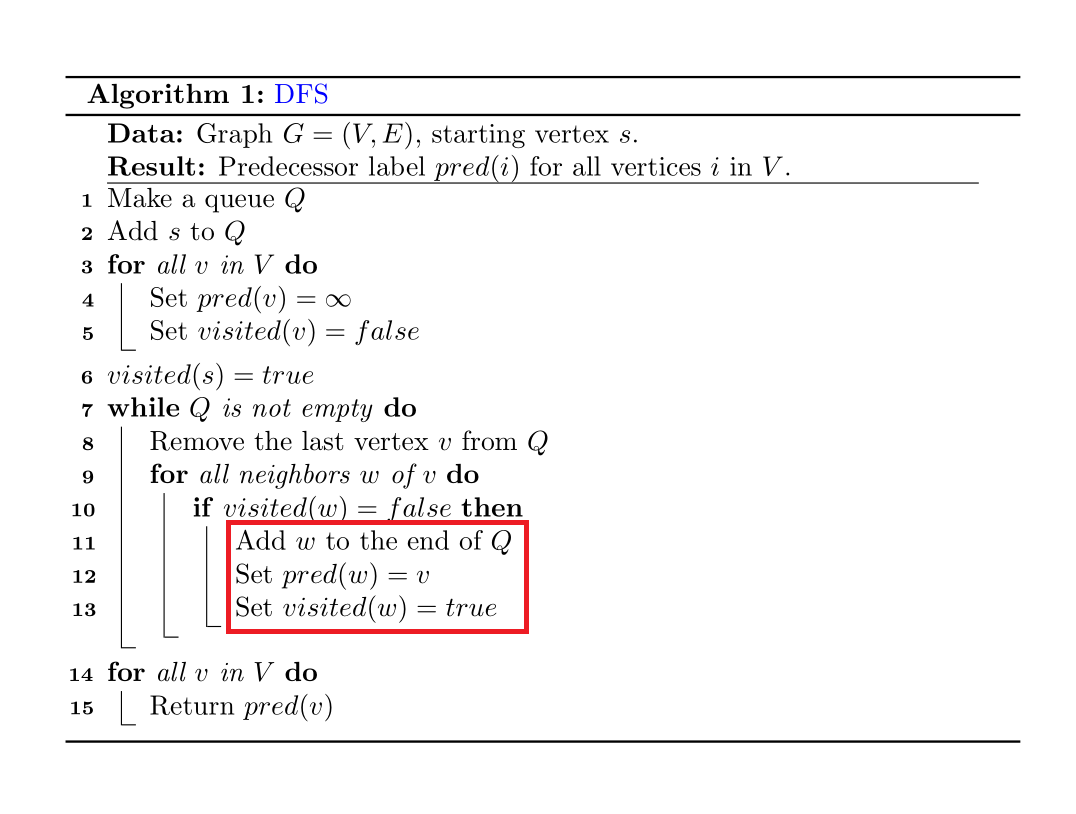 Algorithm 1: DFS
Data: Graph G = (V, E), starting vertex s.
Result: Predecessor label pred(i) for all vertices i in V.
1 Make a queue Q
2 Add s to Q
3 for all v in V do
4 Set pred(v) = ∞
5 Set visited(v) = false
6 visited(s) = true
7 while Q is not empty do
8 Remove the last vertex v from Q
9 for all neighbors w of v do
10 if visited(w) = false then
11 Add w to the end of Q
12 Set pred(w) = v
13 Set visited(w) = true
14 for all v in V do
15 Return pred(v)